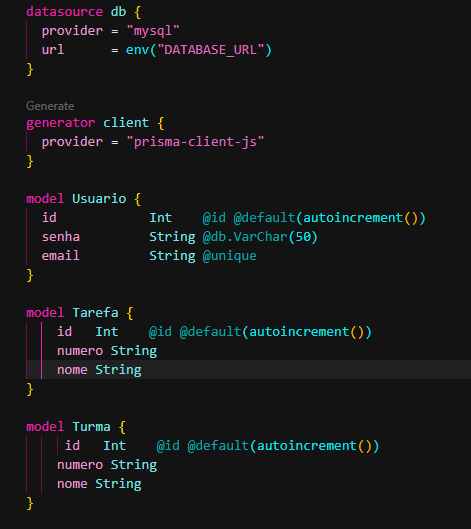 datasource db {
provider = "mysql"
url      = env("DATABASE_URL")
}
Generate
generator client {
provider = "prisma-client-js"
}
model Usuario {
id            Int    @id @default(autoincrement())
senha         String @db.VarChar(50)
email         String @unique
}
model Tarefa {
id   Int    @id @default(autoincrement())
numero String
nome String
}
model Turma {
id   Int    @id @default(autoincrement())
numero String
nome String
}